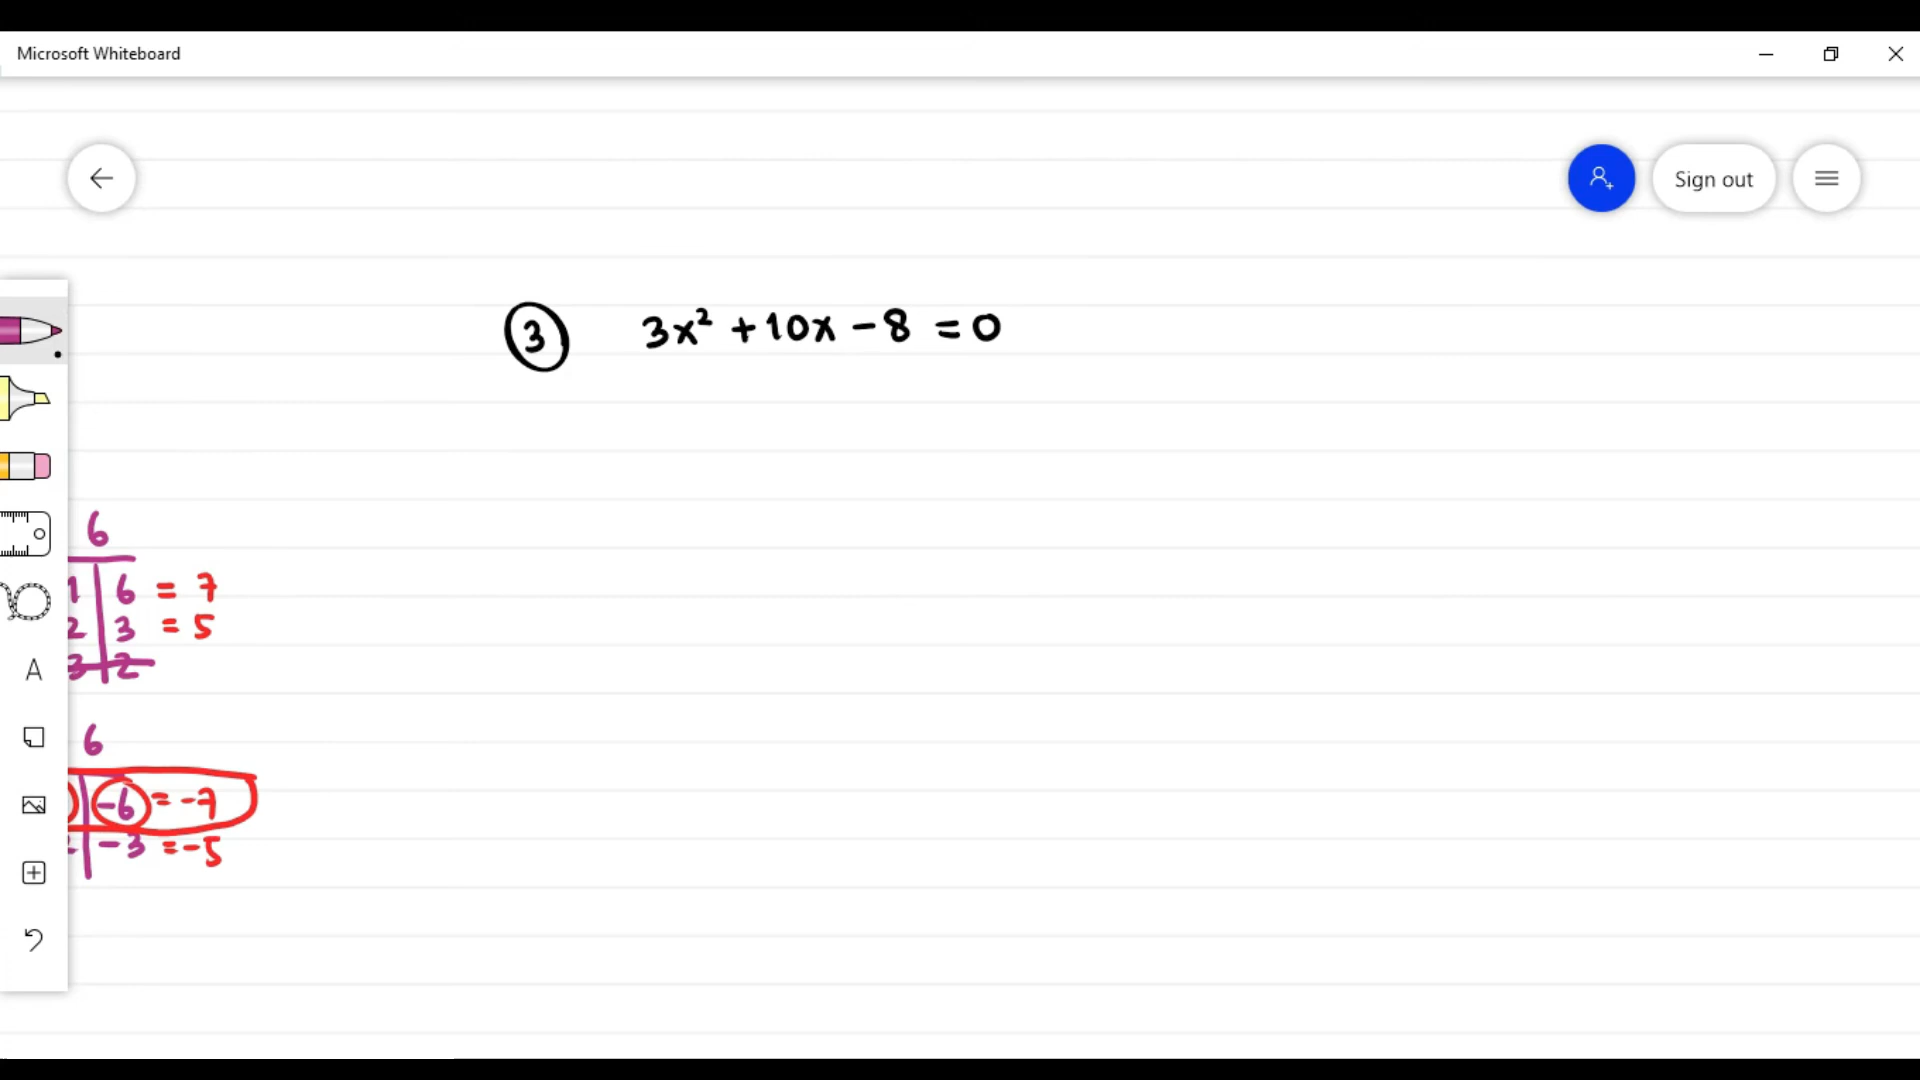 Microsoft Whiteboard
Sign out
③ 3x² + 10x - 8 = 0
6
1 6 = 7
2 3 = 5
3 2
6
-6 = -7
-3 = -5
A